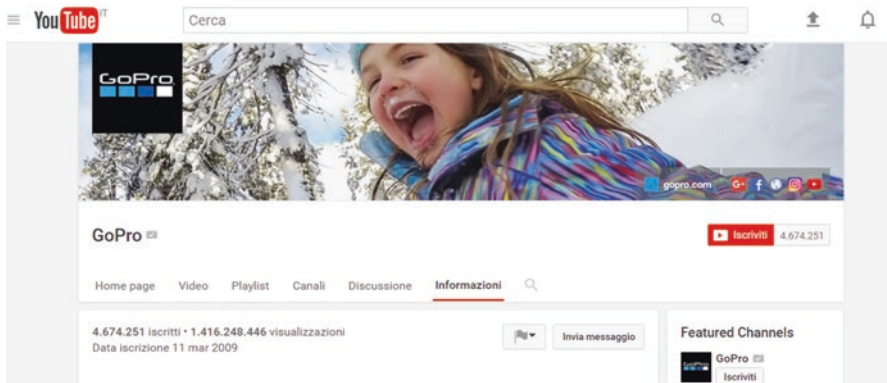 YouTube IT
Cerca
GoPro
gopro.com
GoPro
Iscriviti 4.674.251
Home page Video Playlist Canali Discussione Informazioni
4.674.251 iscritti • 1.416.248.446 visualizzazioni
Data iscrizione 11 mar 2009
Invia messaggio
Featured Channels
GoPro
GoPro
Iscriviti